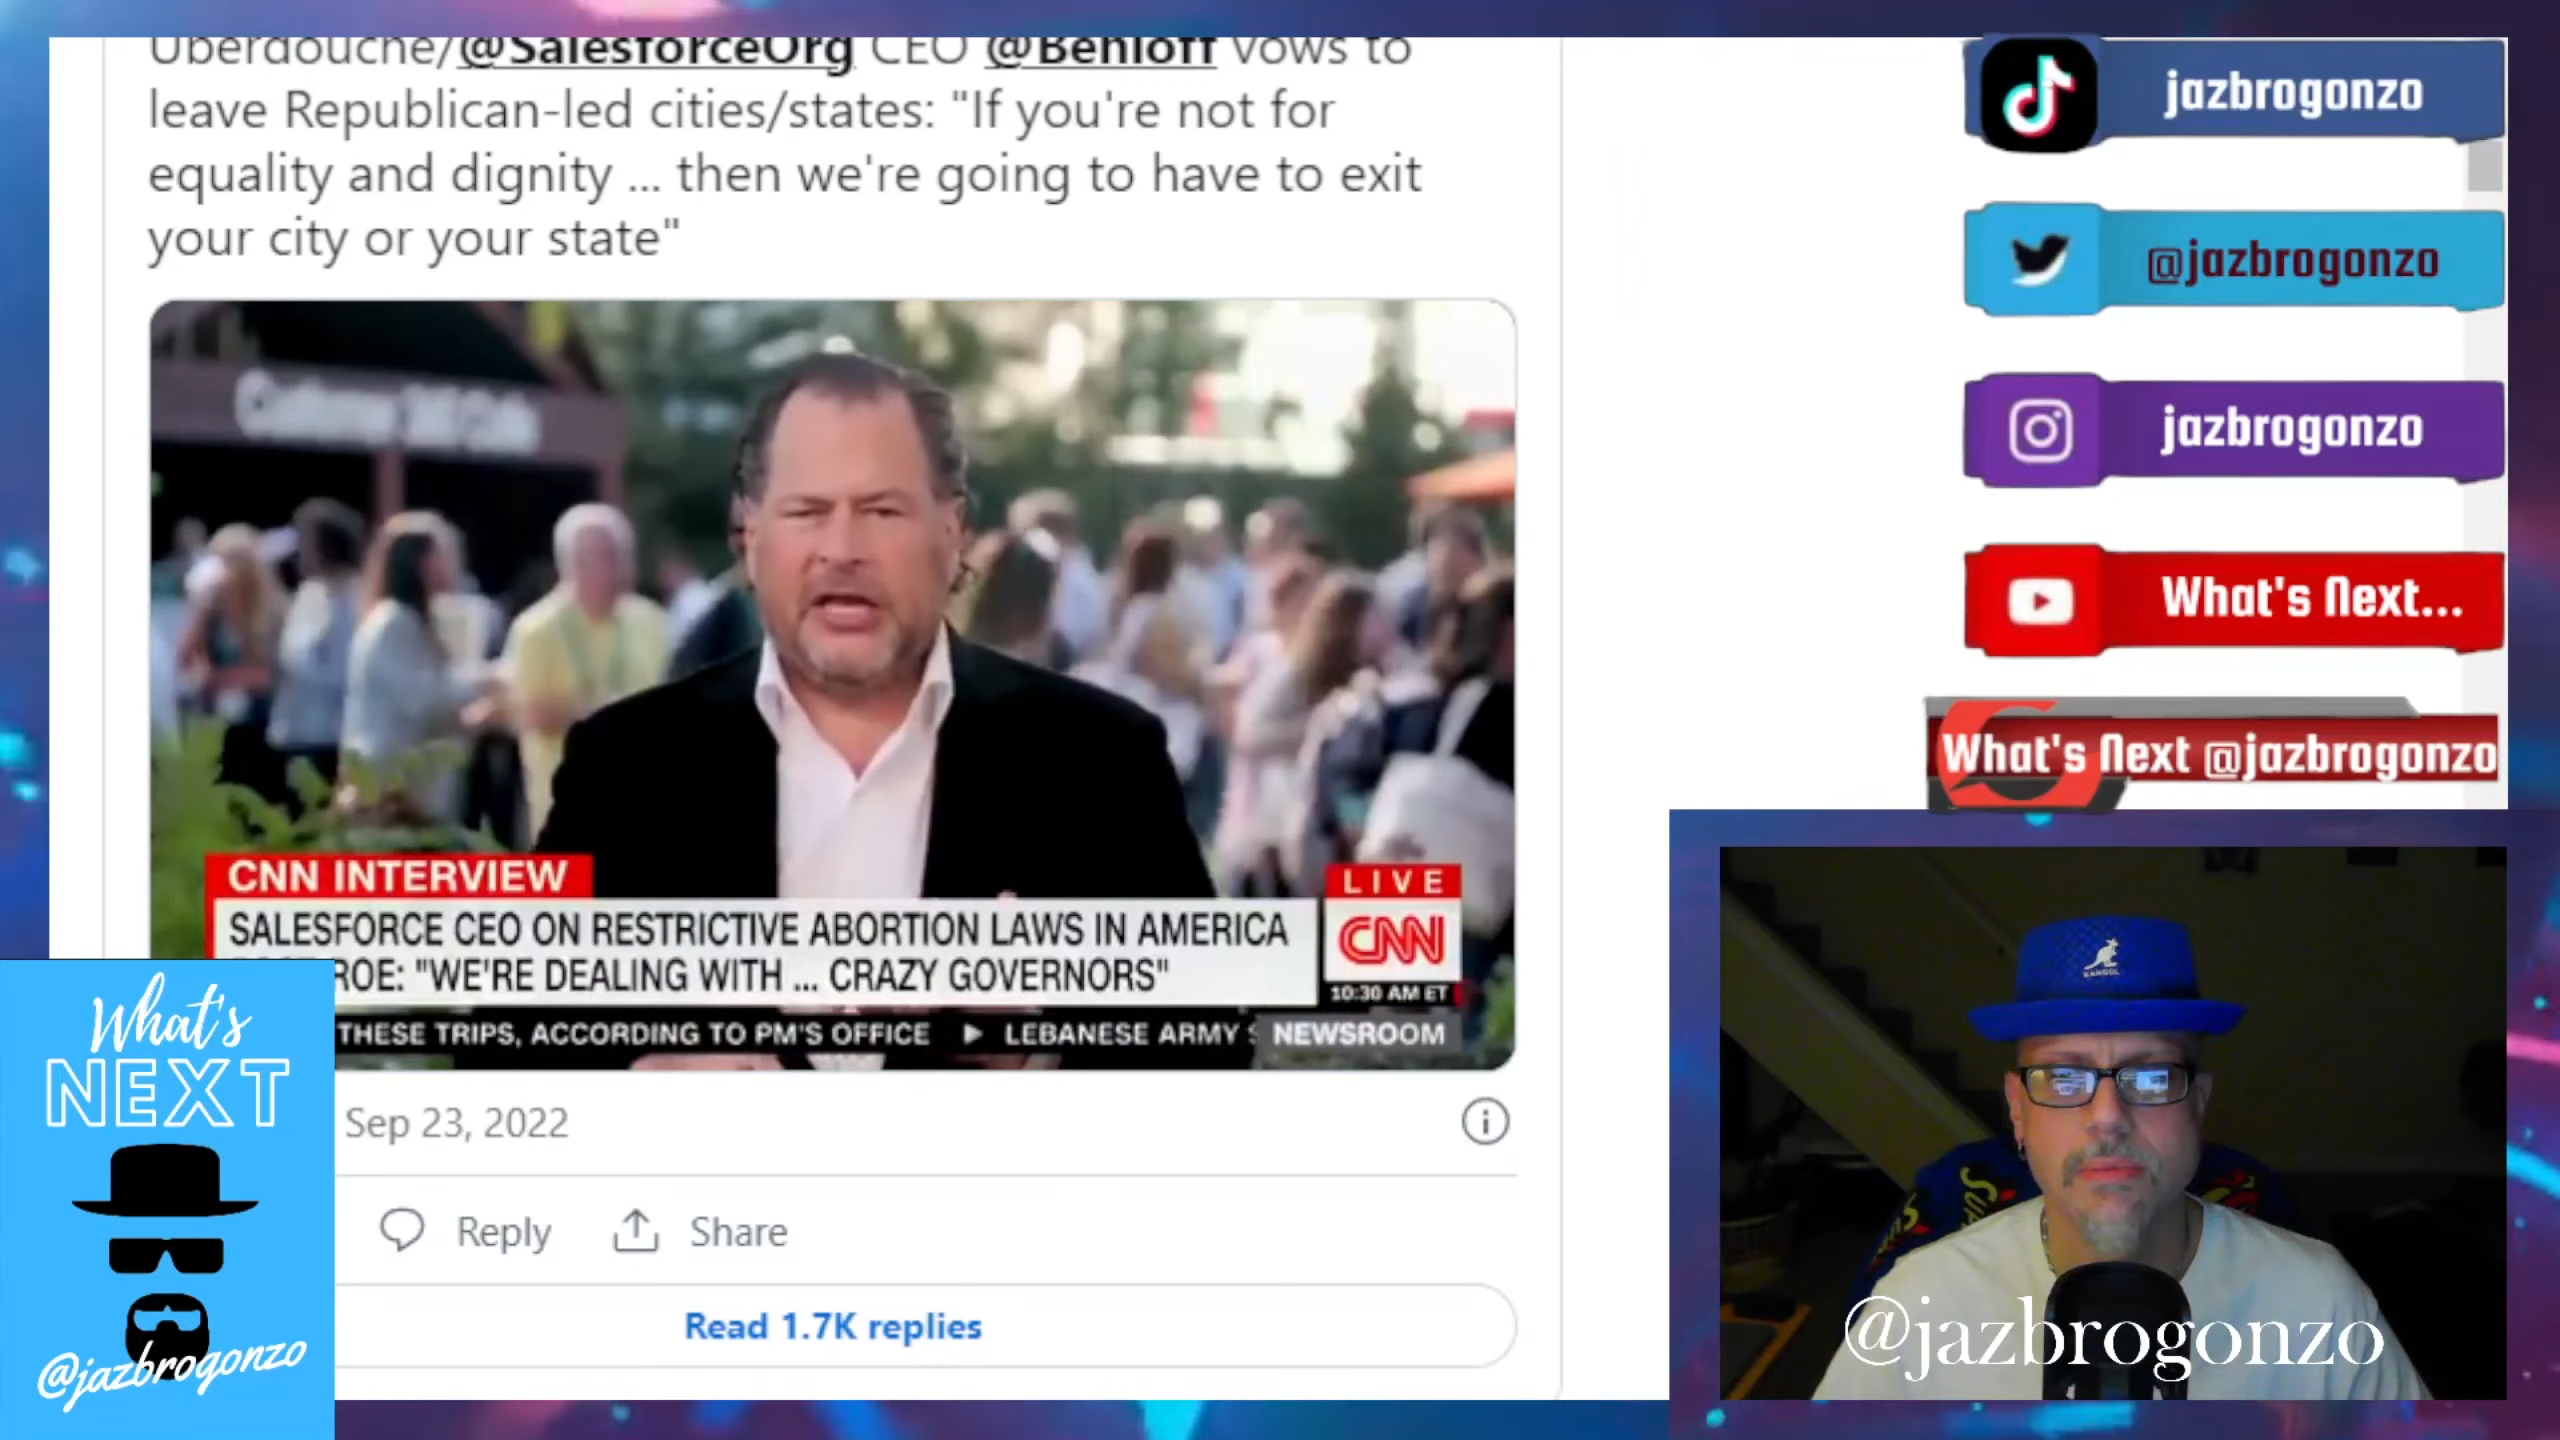 Uberdouche/@SalesforceOrg CEO @Benioff vows to
leave Republican-led cities/states: "If you're not for
equality and dignity ... then we're going to have to exit
your city or your state"
CNN INTERVIEW
SALESFORCE CEO ON RESTRICTIVE ABORTION LAWS IN AMERICA
ROE: "WE'RE DEALING WITH ... CRAZY GOVERNORS"
LIVE
CNN
10:30 AM ET
THESE TRIPS, ACCORDING TO PM'S OFFICE ▶ LEBANESE ARMY
NEWSROOM
Sep 23, 2022
Reply
Share
Read 1.7K replies
jazbrogonzo
@jazbrogonzo
jazbrogonzo
What's Next...
What's Next @jazbrogonzo
What's
NEXT
@jazbrogonzo
KANGOL
@jazbrogonzo